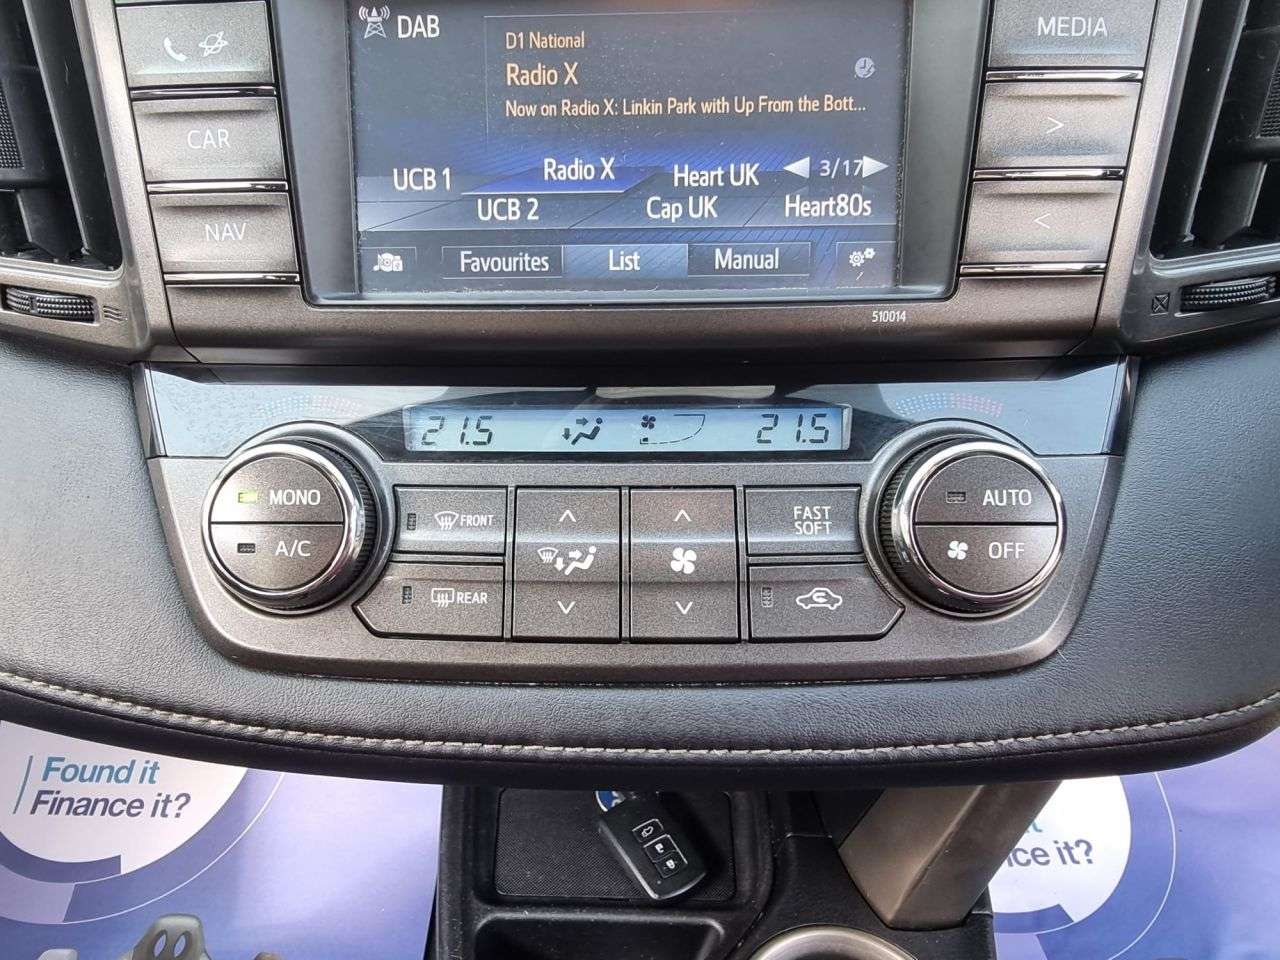 DAB
D1 National
Radio X
Now on Radio X: Linkin Park with Up From the Bott...
UCB 1
Radio X
Heart UK
3/17
UCB 2
Cap UK
Heart80s
Favourites
List
Manual
CAR
NAV
MEDIA
>
<
510014
21.5
21.5
MONO
A/C
FRONT
REAR
FAST
SOFT
AUTO
OFF
Found it
Finance it?
ce it?